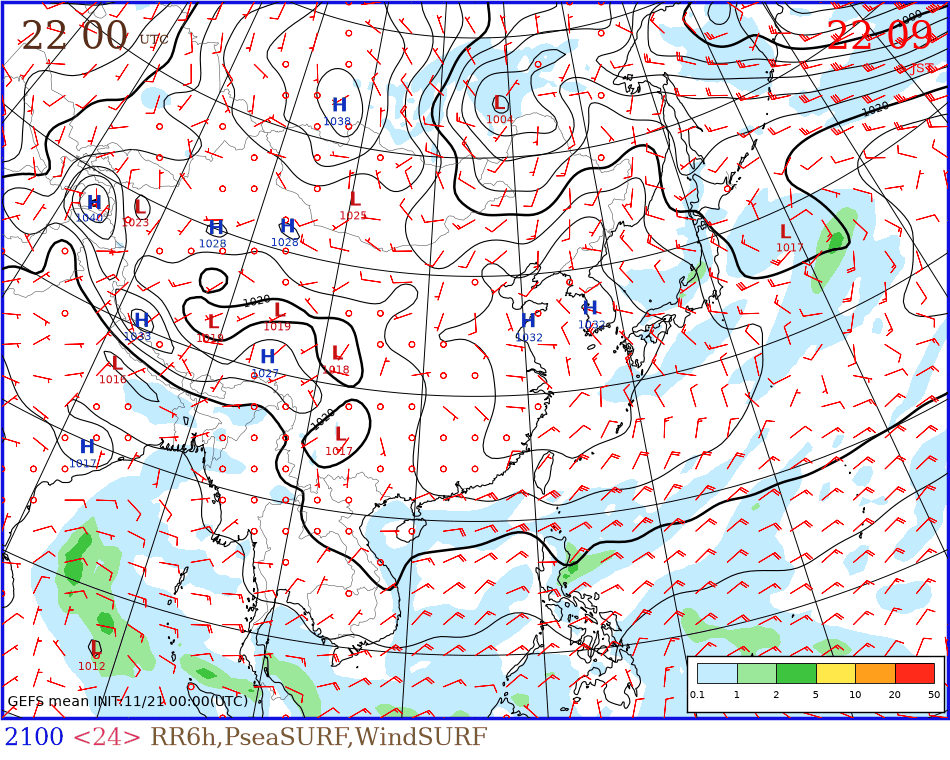 22 00 UTC
22 09 JST
1000
1020
H 1038
L 1004
H 1040
L 1023
L 1025
H 1028
H 1028
L 1017
1020
L 1019
L 1019
H 1033
H 1032
H 1032
L 1018
H 1027
L 1016
1020
L 1017
H 1017
L 1012
0.1 1 2 5 10 20 50
GEFS mean INIT:11/21 00:00(UTC)
2100 <24> RR6h,PseaSURF,WindSURF